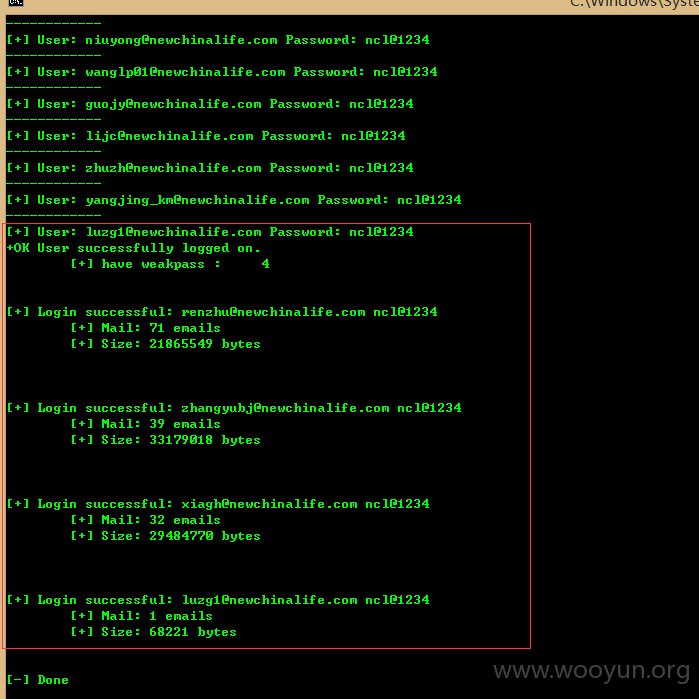 C:\Windows\Syste
------------
[+] User: niuyong@newchinalife.com Password: ncl@1234
------------
[+] User: wanglp01@newchinalife.com Password: ncl@1234
------------
[+] User: guojy@newchinalife.com Password: ncl@1234
------------
[+] User: lijc@newchinalife.com Password: ncl@1234
------------
[+] User: zhuzh@newchinalife.com Password: ncl@1234
------------
[+] User: yangjing_km@newchinalife.com Password: ncl@1234
------------
[+] User: luzg1@newchinalife.com Password: ncl@1234
+OK User successfully logged on.
[+] have weakpass : 4
[+] Login successful: renzhu@newchinalife.com ncl@1234
[+] Mail: 71 emails
[+] Size: 21865549 bytes
[+] Login successful: zhangyubj@newchinalife.com ncl@1234
[+] Mail: 39 emails
[+] Size: 33179018 bytes
[+] Login successful: xiagh@newchinalife.com ncl@1234
[+] Mail: 32 emails
[+] Size: 29484770 bytes
[+] Login successful: luzg1@newchinalife.com ncl@1234
[+] Mail: 1 emails
[+] Size: 68221 bytes
[-] Done
www.wooyun.org